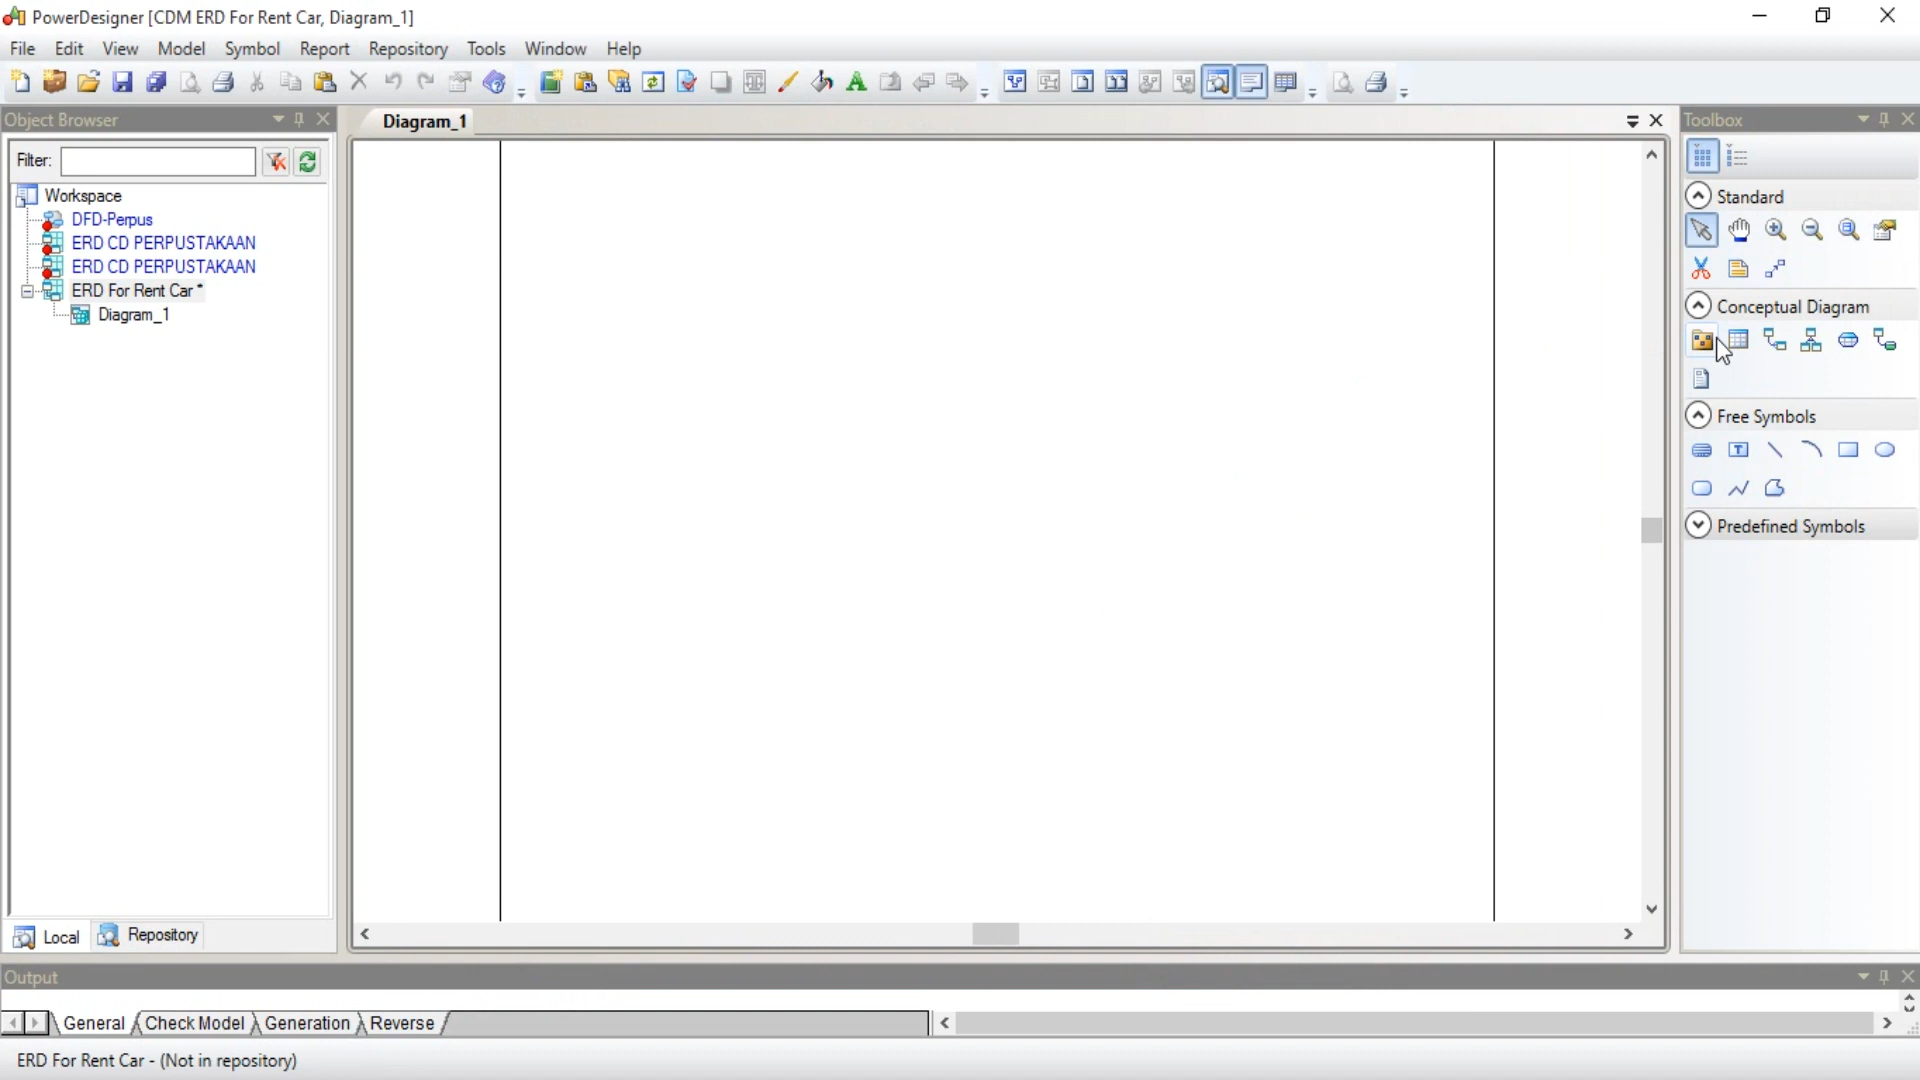 PowerDesigner [CDM ERD For Rent Car, Diagram_1]
File Edit View Model Symbol Report Repository Tools Window Help
Object Browser
Diagram_1
Toolbox
Filter:
Workspace
DFD-Perpus
ERD CD PERPUSTAKAAN
ERD CD PERPUSTAKAAN
ERD For Rent Car *
Diagram_1
Standard
Conceptual Diagram
Free Symbols
Predefined Symbols
Local Repository
Output
General Check Model Generation Reverse
ERD For Rent Car - (Not in repository)